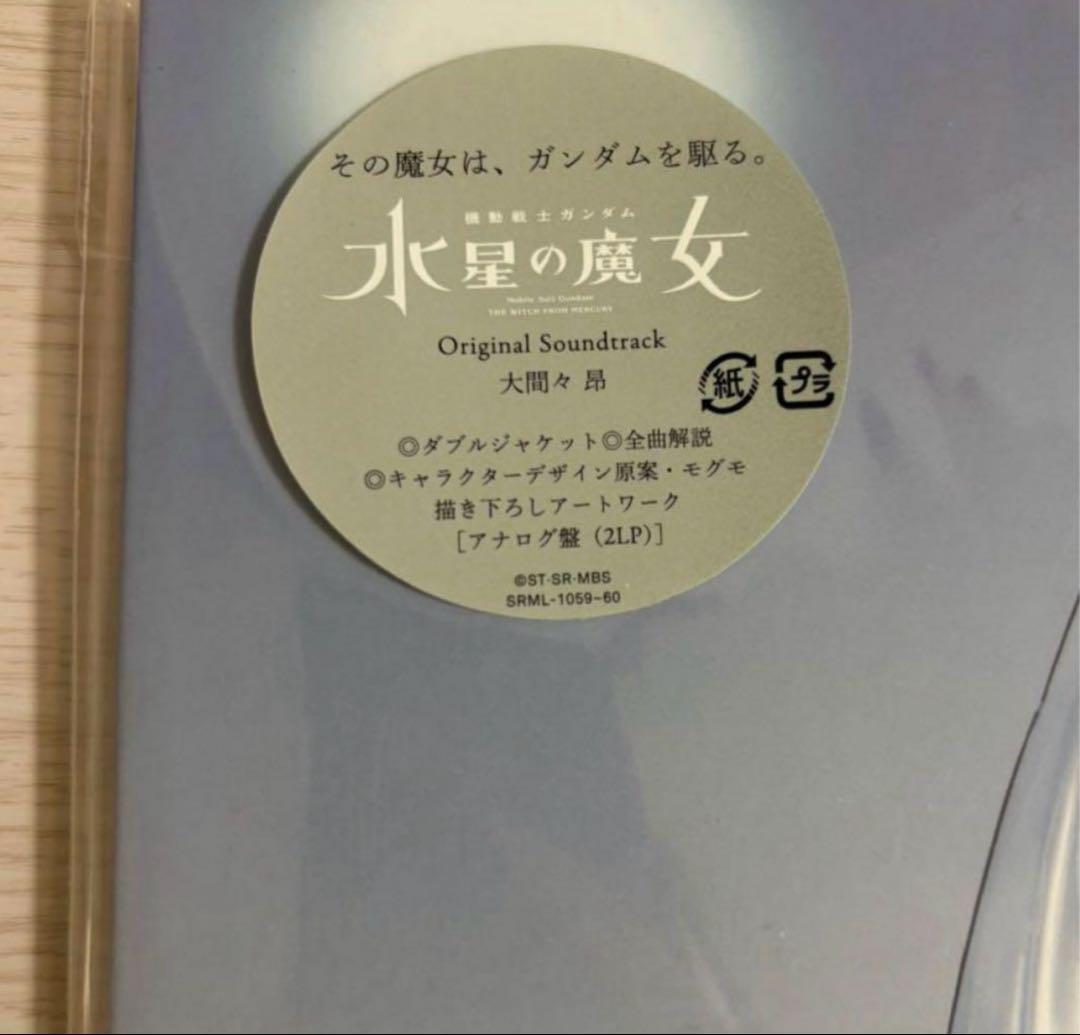 その魔女は、ガンダムを駆る。
機動戦士ガンダム
水星の魔女
Mobile Suit Gundam
THE WITCH FROM MERCURY
Original Soundtrack
大間々 昂
紙 プラ
◎ダブルジャケット◎全曲解説
◎キャラクターデザイン原案・モグモ
描き下ろしアートワーク
［アナログ盤（2LP）］
©ST·SR·MBS
SRML-1059~60